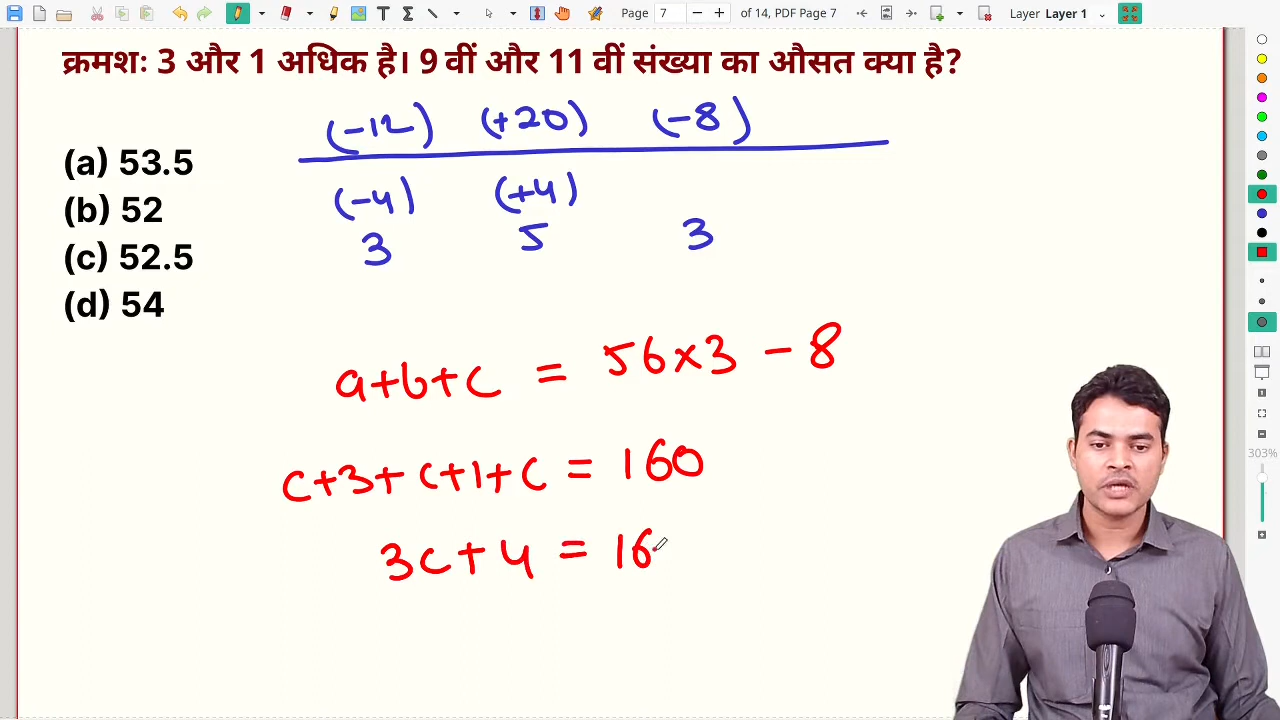 Page 7 of 14, PDF Page 7 Layer Layer 1
क्रमशः 3 और 1 अधिक है। 9 वीं और 11 वीं संख्या का औसत क्या है?
(-12) (+20) (-8)
(a) 53.5
(-4) (+4)
(b) 52
3 5 3
(c) 52.5
(d) 54
a+b+c = 56×3 - 8
c+3+c+1+c = 160
303%
3c+4 = 16